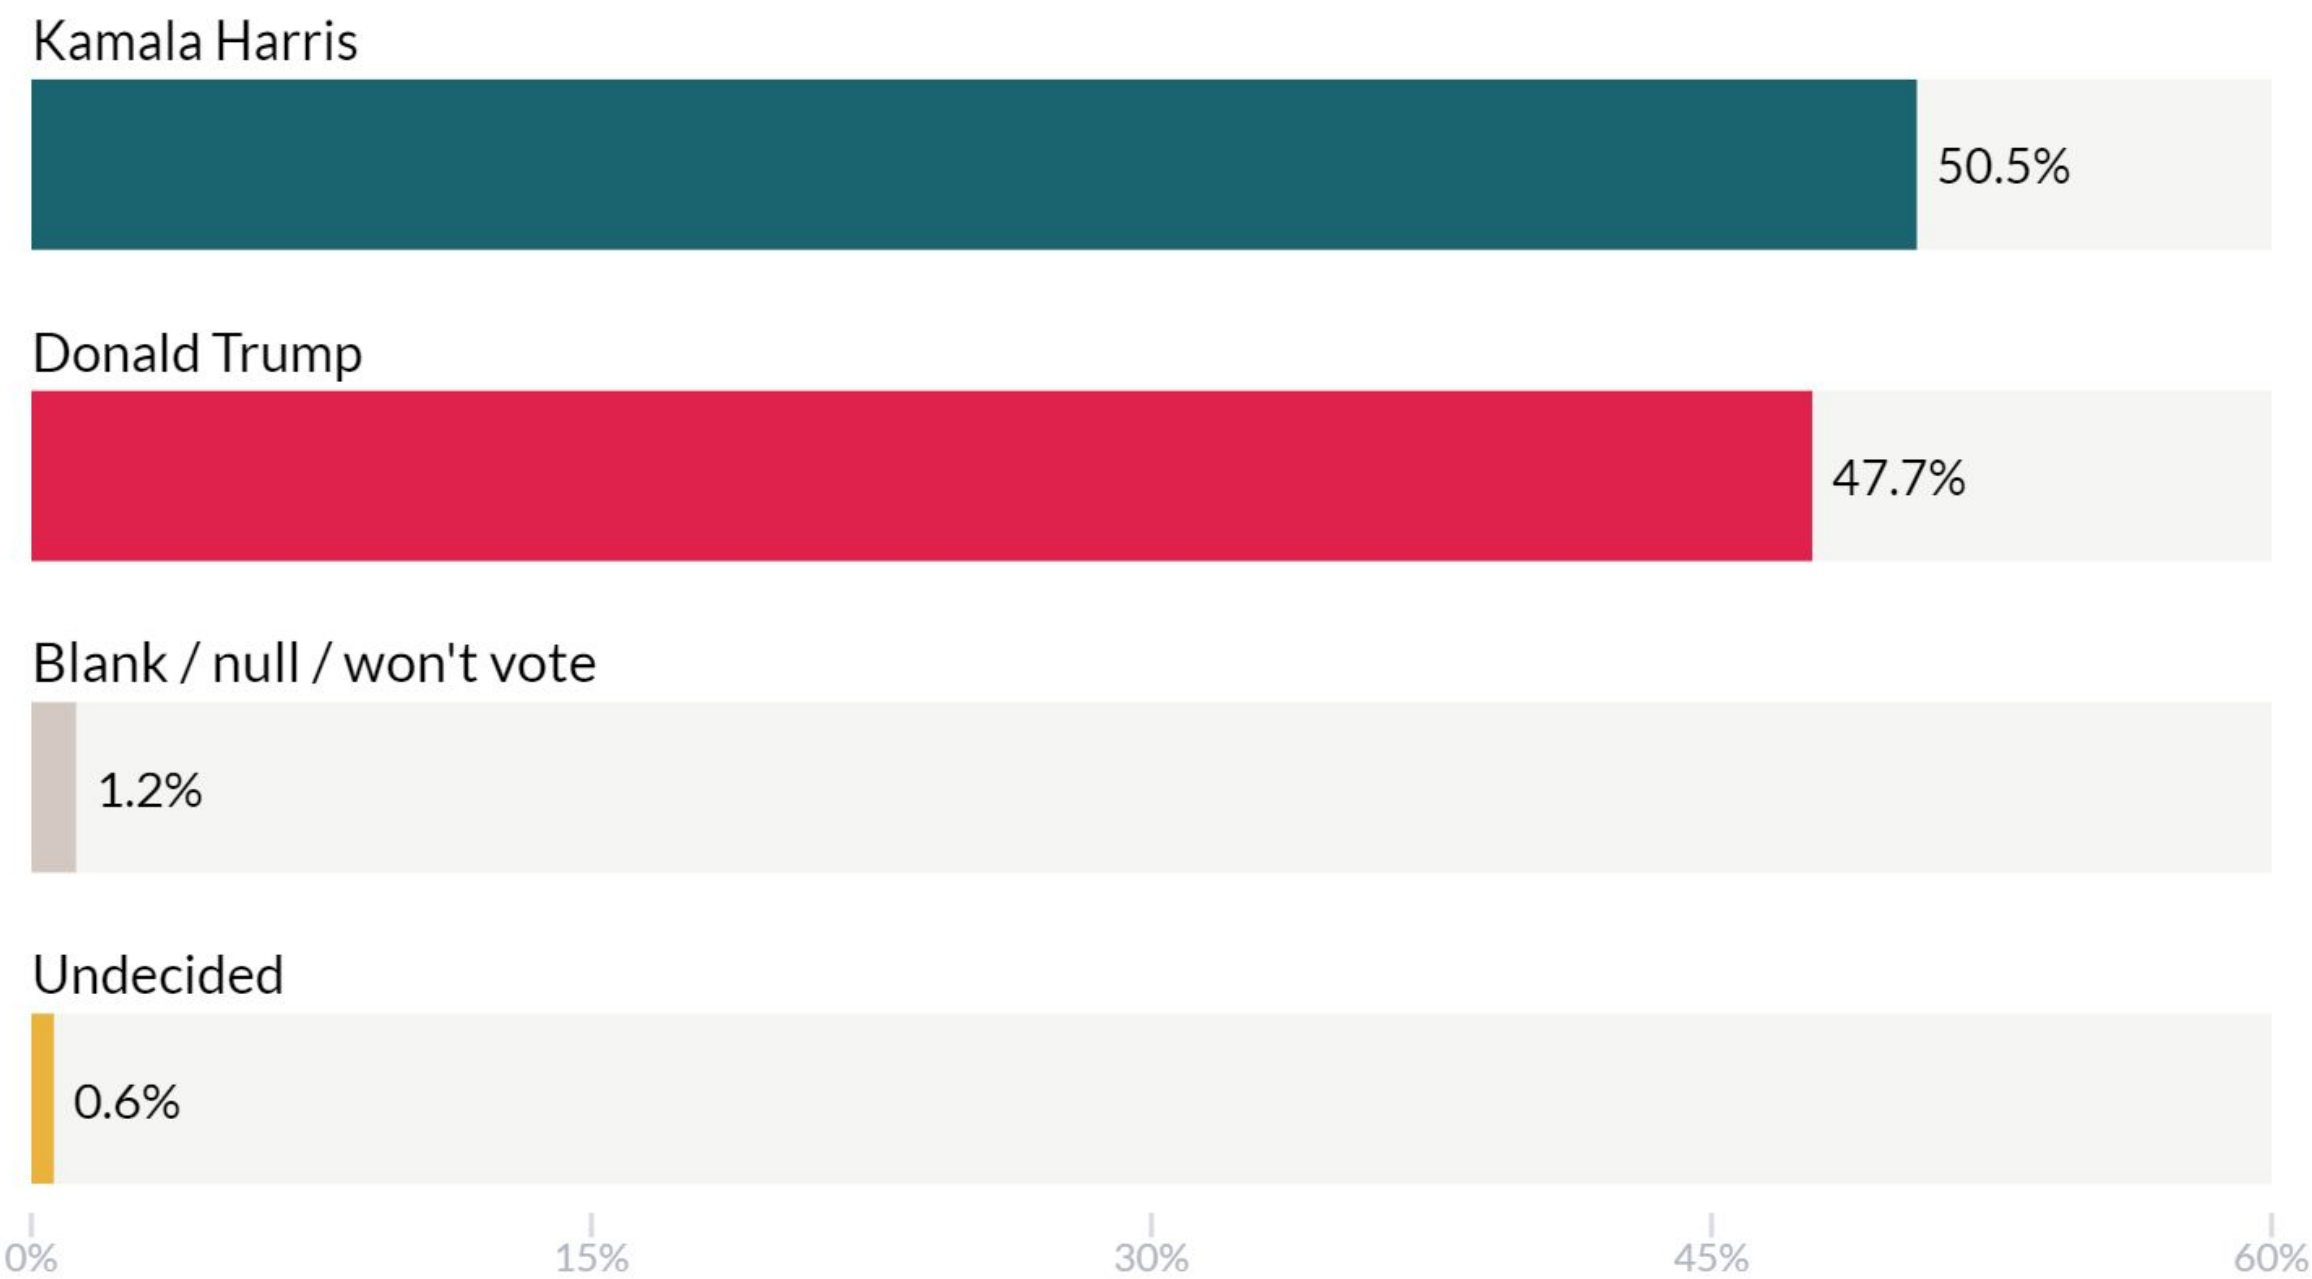 Kamala Harris
50.5%
Donald Trump
47.7%
Blank / null / won't vote
1.2%
Undecided
0.6%
0% 15% 30% 45% 60%